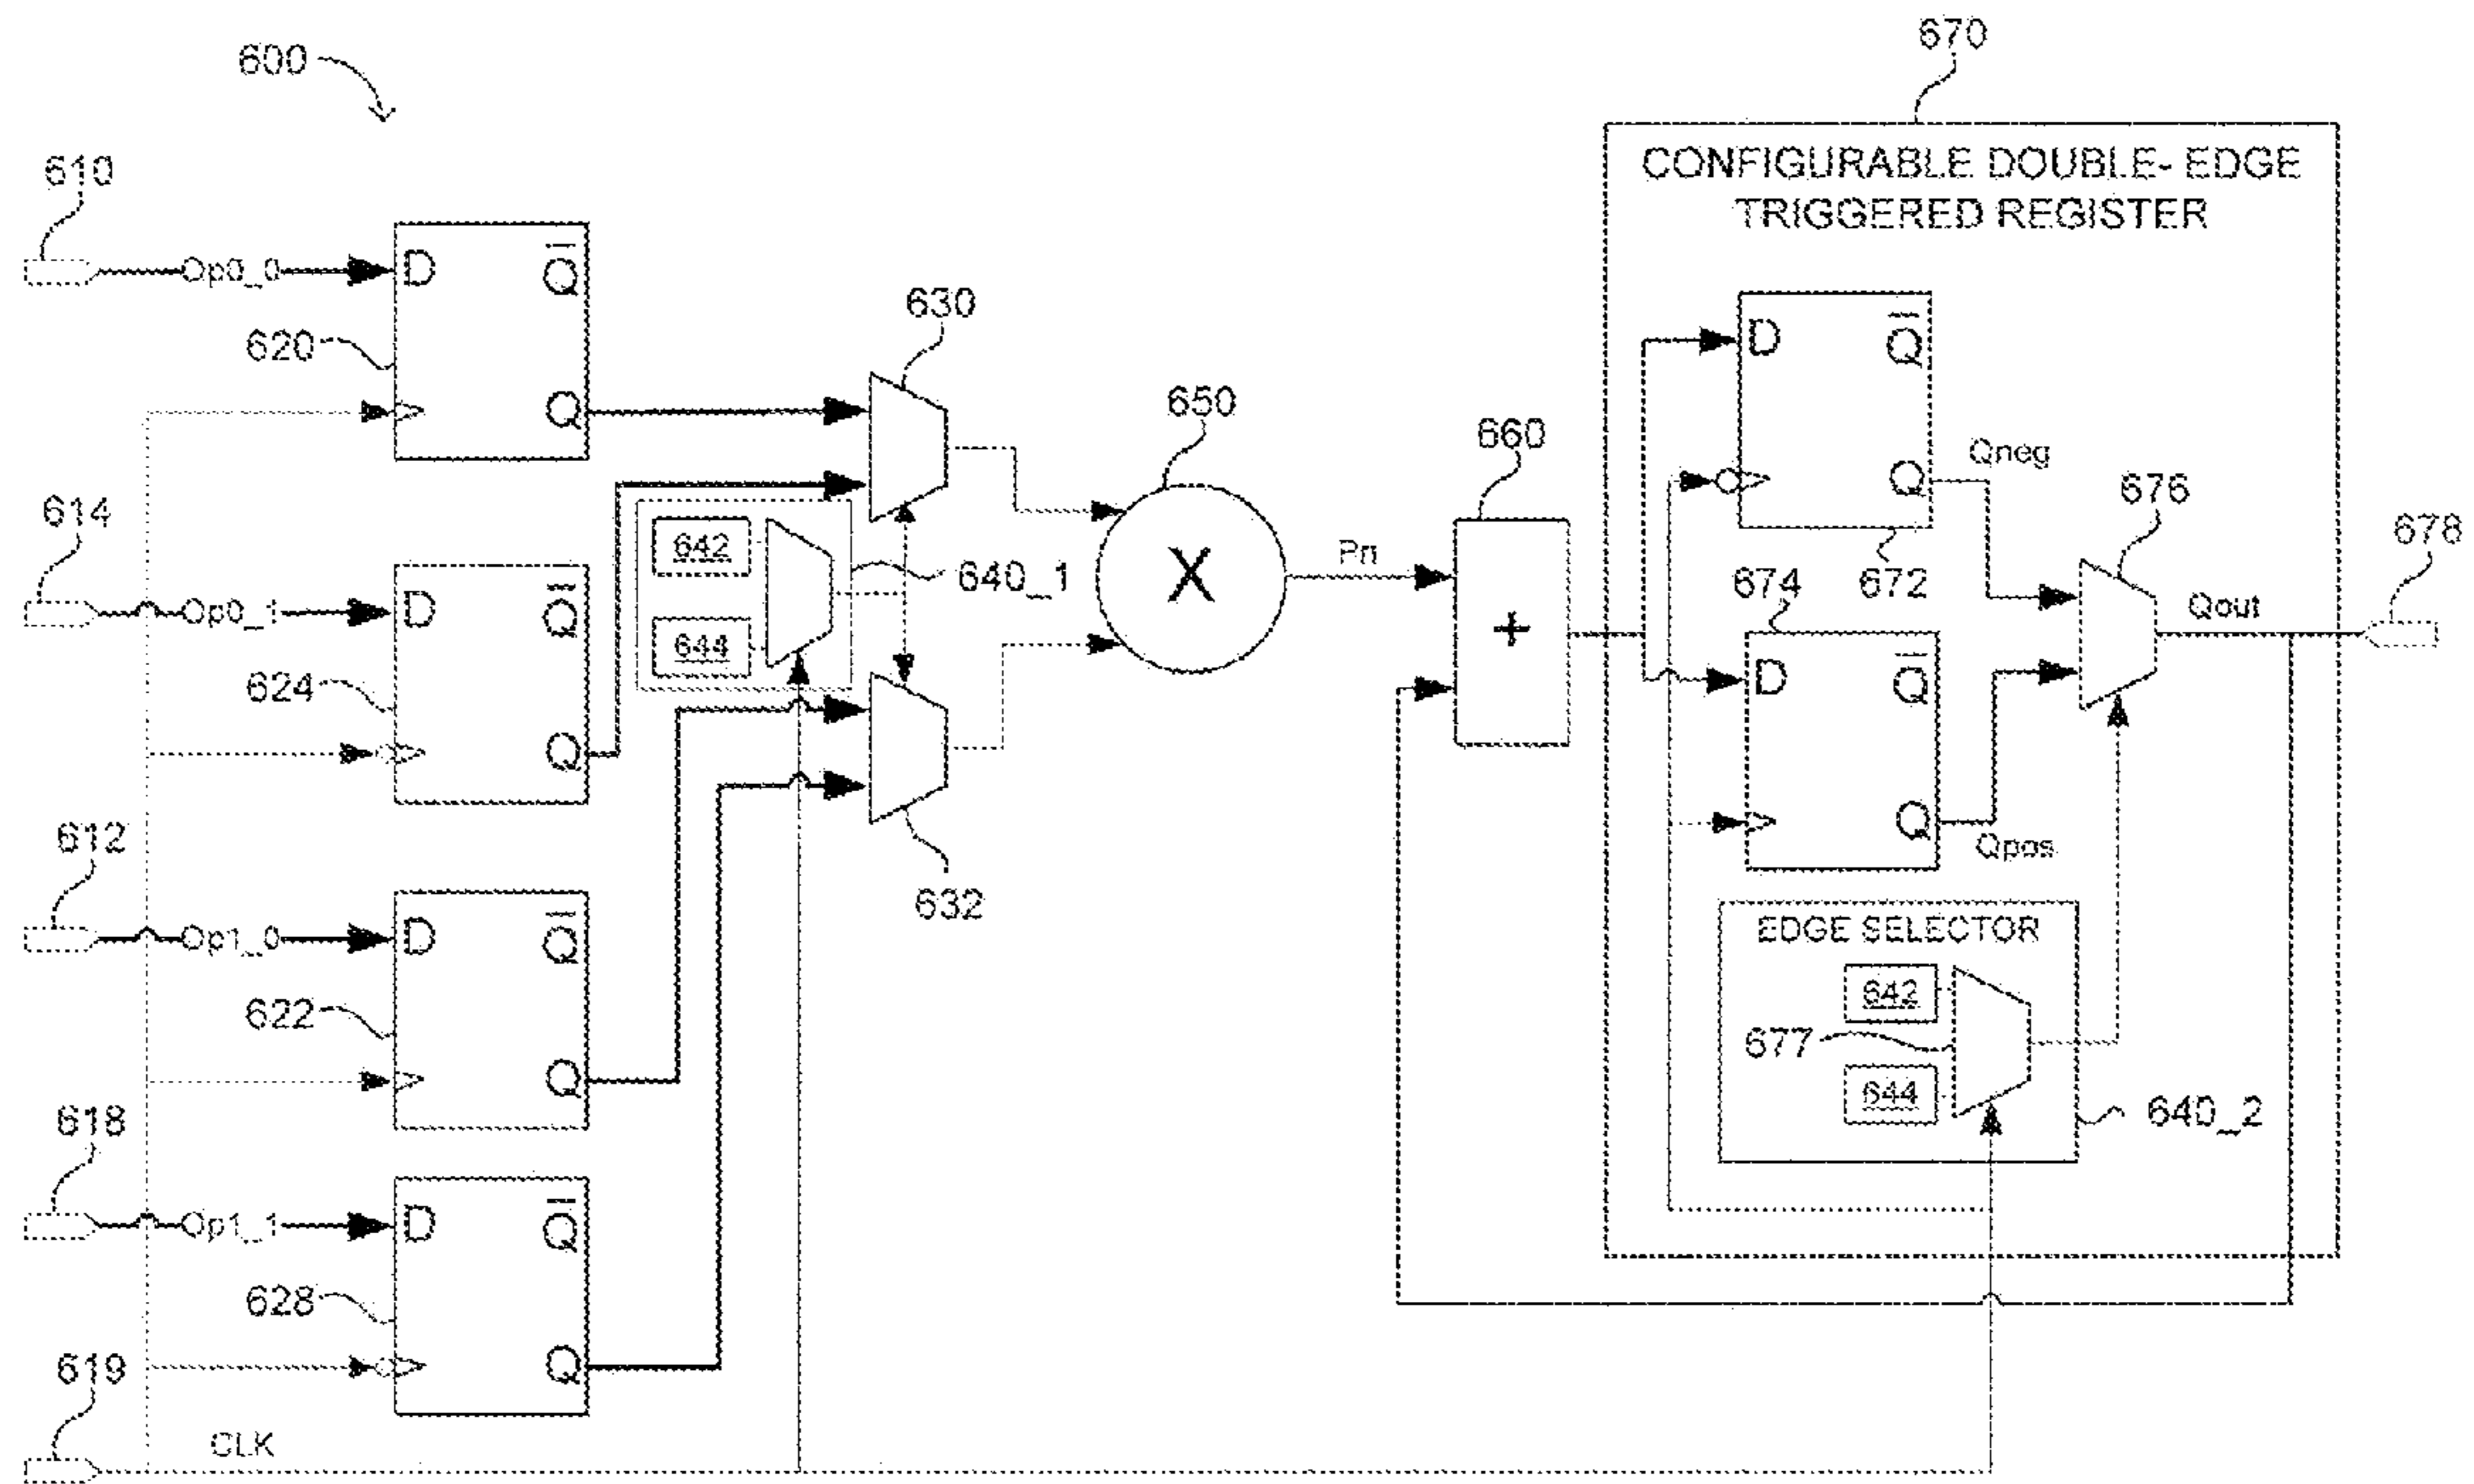 600
670
CONFIGURABLE DOUBLE- EDGE
TRIGGERED REGISTER
610
Op0_0
D
Q
Q
620
630
650
660
D
Q
Q
Qneg
672
676
678
614
Op0_1
D
Q
Q
624
642
644
640_1
X
Pn
+
674
D
Q
Q
Qpos
Qout
632
612
Op1_0
D
Q
Q
622
EDGE SELECTOR
642
677
644
640_2
618
Op1_1
D
Q
Q
628
619
CLK